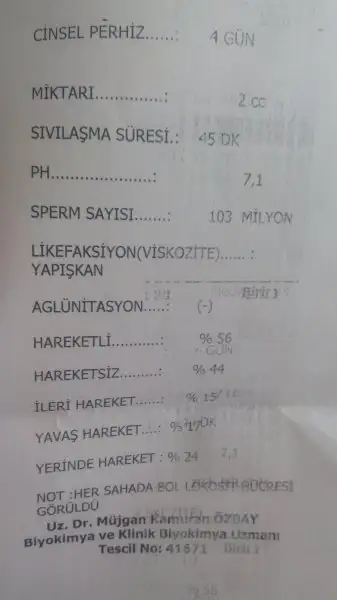 CİNSEL PERHİZ......: 4 GÜN
MİKTARI..............: 2 cc
SIVILAŞMA SÜRESİ.: 45 DK
PH.....................: 7,1
SPERM SAYISI.......: 103 MİLYON
LİKEFAKSİYON(VİSKOZİTE)...... :
YAPIŞKAN
AGLÜNİTASYON.....: (-)
HAREKETLİ...........: % 56
HAREKETSİZ.........: % 44
İLERİ HAREKET......: % 15
YAVAŞ HAREKET....: %17
YERİNDE HAREKET : % 24
NOT :HER SAHADA BOL LÖKOSİT HÜCRESİ
GÖRÜLDÜ
Uz. Dr. Müjgan Kamuran ÖZBAY
Biyokimya ve Klinik Biyokimya Uzmanı
Tescil No: 41671